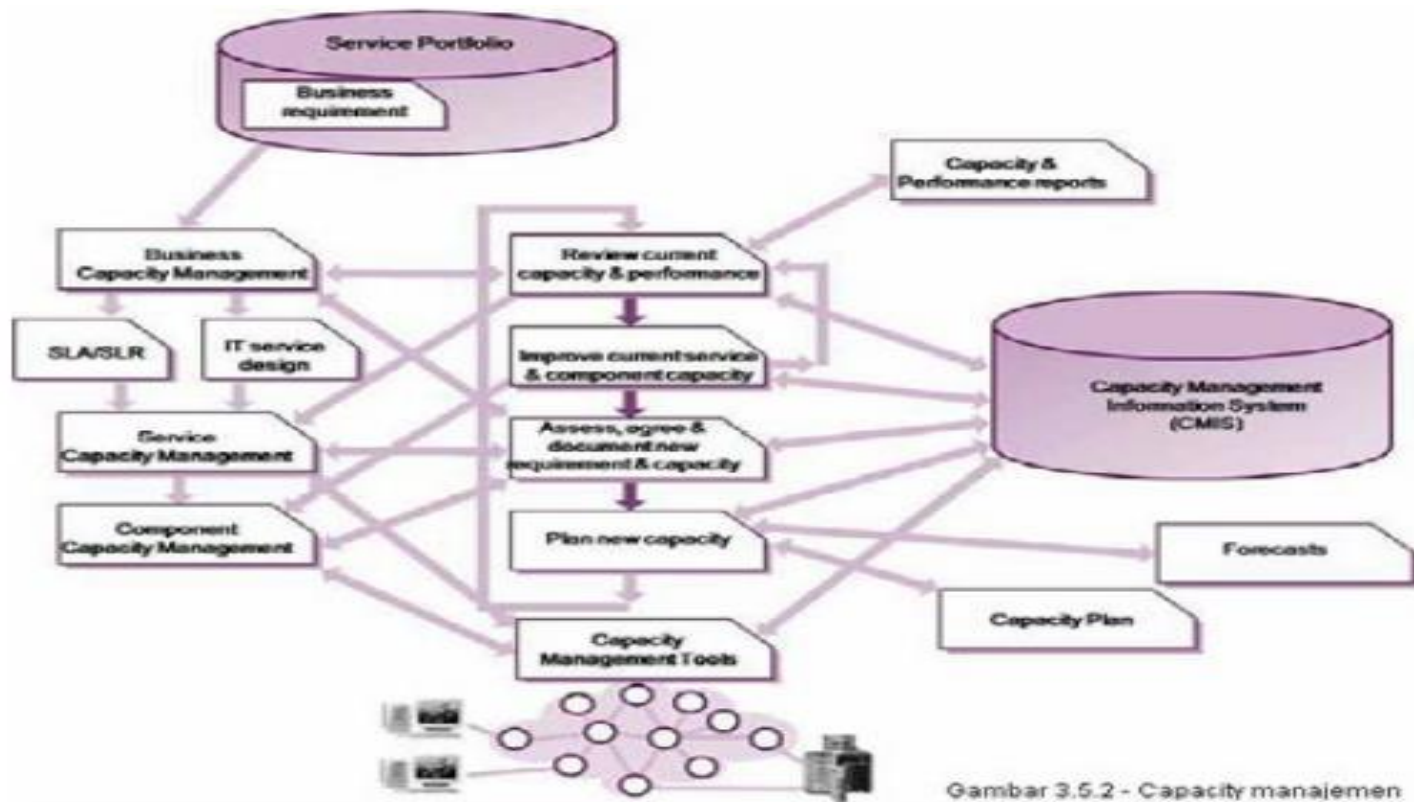 Service Portfolio
Business
requirement
Capacity &
Performance reports
Business
Capacity Management
Review current
capacity & performance
SLA/SLR
IT service
design
Improve current service
& component capacity
Capacity Management
Information System
(CMIS)
Service
Capacity Management
Assess, agree &
document new
requirement & capacity
Component
Capacity Management
Plan new capacity
Forecasts
Capacity Plan
Capacity
Management Tools
Gambar 3.5.2 - Capacity manajemen